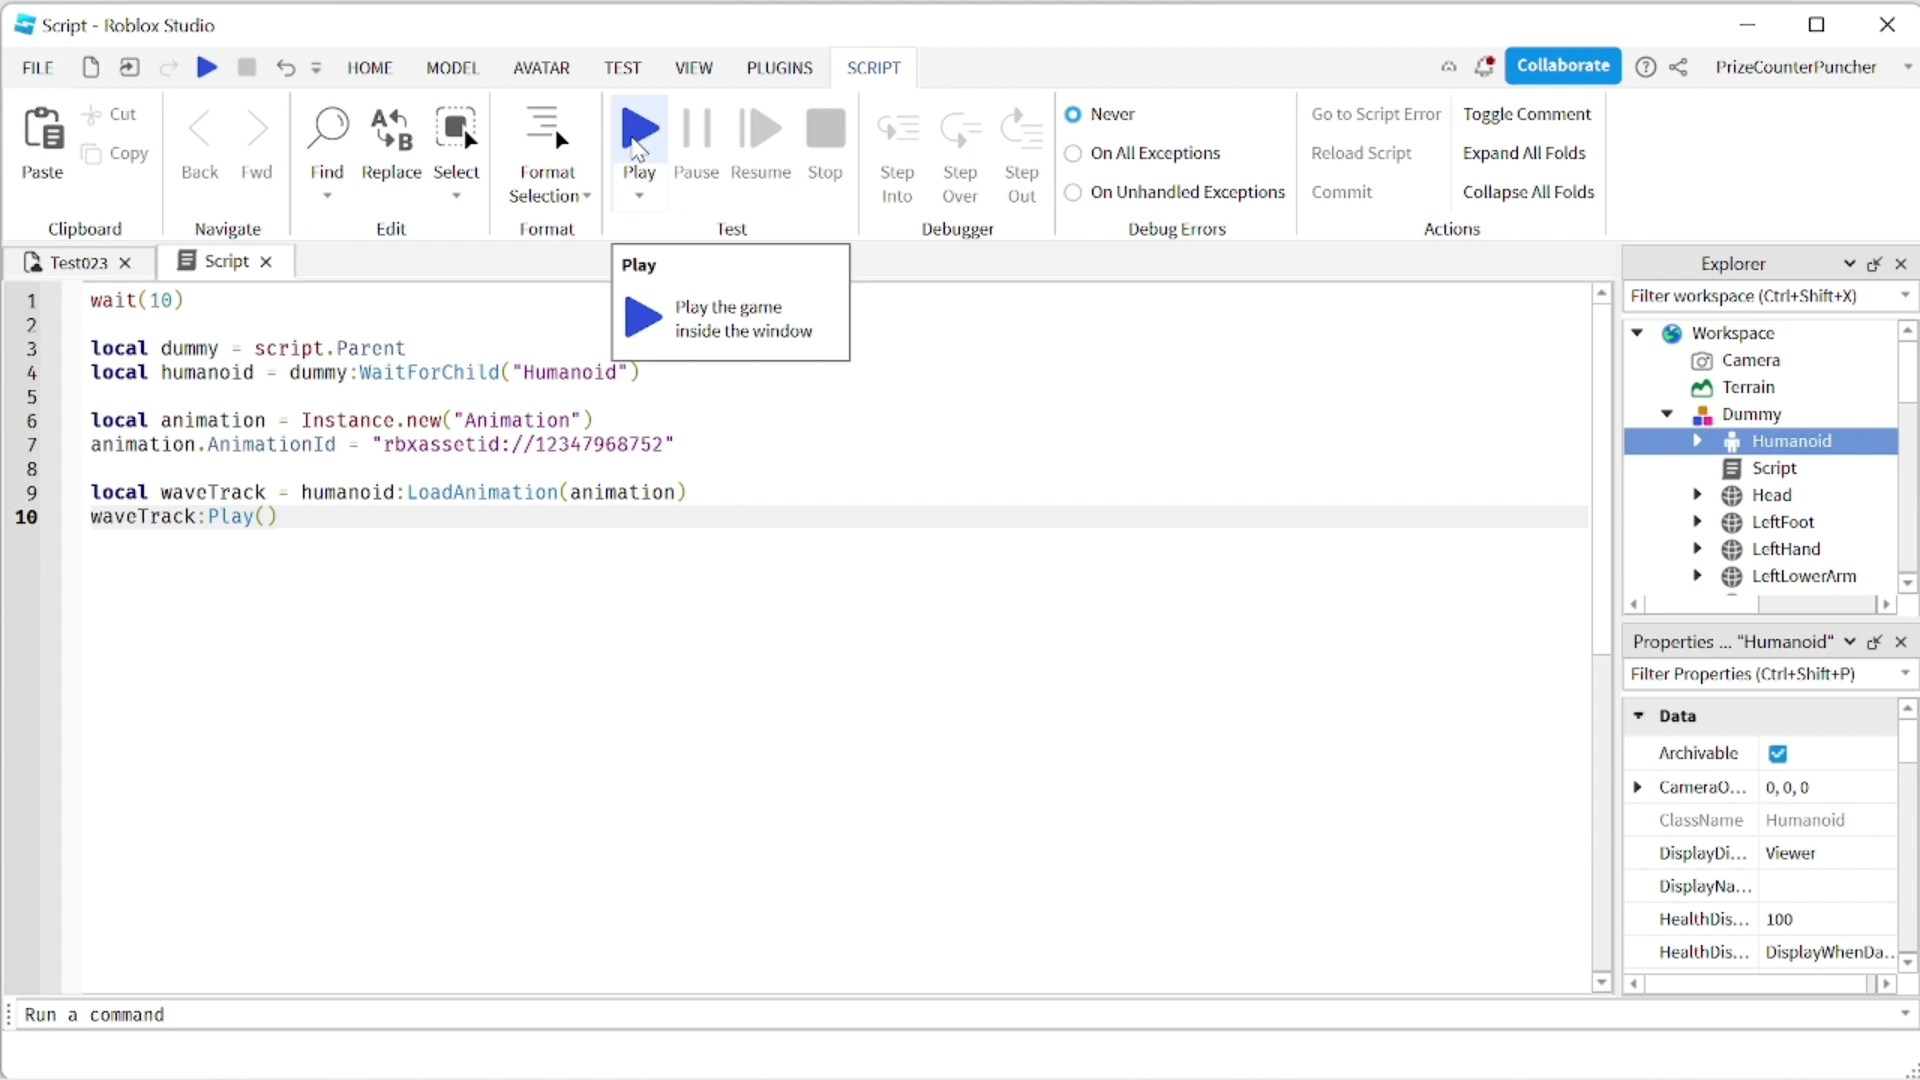 Script - Roblox Studio
FILE HOME MODEL AVATAR TEST VIEW PLUGINS SCRIPT Collaborate PrizeCounterPuncher
Paste
Cut
Copy
Clipboard
Back
Fwd
Navigate
Find
Replace
Select
Edit
Format
Selection
Format
Play
Pause
Resume
Stop
Test
Step
Into
Step
Over
Step
Out
Debugger
Never
On All Exceptions
On Unhandled Exceptions
Debug Errors
Go to Script Error
Reload Script
Commit
Toggle Comment
Expand All Folds
Collapse All Folds
Actions
Test023
Script
Play
Play the game
inside the window
1 wait(10)
2
3 local dummy = script.Parent
4 local humanoid = dummy:WaitForChild("Humanoid")
5
6 local animation = Instance.new("Animation")
7 animation.AnimationId = "rbxassetid://12347968752"
8
9 local waveTrack = humanoid:LoadAnimation(animation)
10 waveTrack:Play()
Explorer
Filter workspace (Ctrl+Shift+X)
Workspace
Camera
Terrain
Dummy
Humanoid
Script
Head
LeftFoot
LeftHand
LeftLowerArm
Properties ... "Humanoid"
Filter Properties (Ctrl+Shift+P)
Data
Archivable
CameraO... 0, 0, 0
ClassName Humanoid
DisplayDi... Viewer
DisplayNa...
HealthDis... 100
HealthDis... DisplayWhenDa...
Run a command